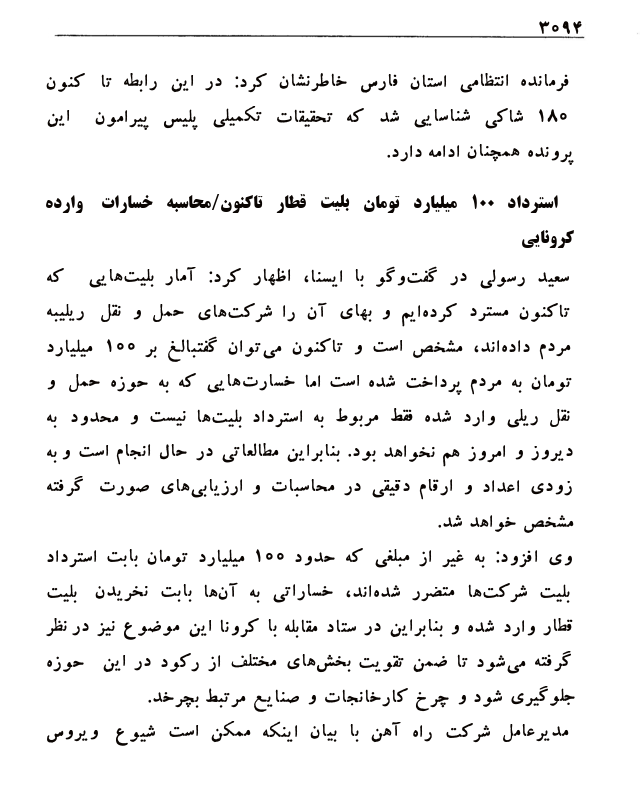 ۳۰۹۴
فرمانده انتظامی استان فارس خاطرنشان کرد: در این رابطه تا کنون
۱۸۰ شاکی شناسایی شد که تحقیقات تکمیلی پلیس پیرامون این
پرونده همچنان ادامه دارد.
استرداد ۱۰۰ میلیارد تومان بلیت قطار تاکنون/محاسبه خسارات وارده
کرونایی
سعید رسولی در گفت‌وگو با ایسنا، اظهار کرد: آمار بلیت‌هایی که
تاکنون مسترد کرده‌ایم و بهای آن را شرکت‌های حمل و نقل ریلیبه
مردم داده‌اند، مشخص است و تاکنون می‌توان گفتبالغ بر ۱۰۰ میلیارد
تومان به مردم پرداخت شده است اما خسارت‌هایی که به حوزه حمل و
نقل ریلی وارد شده فقط مربوط به استرداد بلیت‌ها نیست و محدود به
دیروز و امروز هم نخواهد بود. بنابراین مطالعاتی در حال انجام است و به
زودی اعداد و ارقام دقیقی در محاسبات و ارزیابی‌های صورت گرفته
مشخص خواهد شد.
وی افزود: به غیر از مبلغی که حدود ۱۰۰ میلیارد تومان بابت استرداد
بلیت شرکت‌ها متضرر شده‌اند، خساراتی به آن‌ها بابت نخریدن بلیت
قطار وارد شده و بنابراین در ستاد مقابله با کرونا این موضوع نیز در نظر
گرفته می‌شود تا ضمن تقویت بخش‌های مختلف از رکود در این حوزه
جلوگیری شود و چرخ کارخانجات و صنایع مرتبط بچرخد.
مدیرعامل شرکت راه آهن با بیان اینکه ممکن است شیوع ویروس